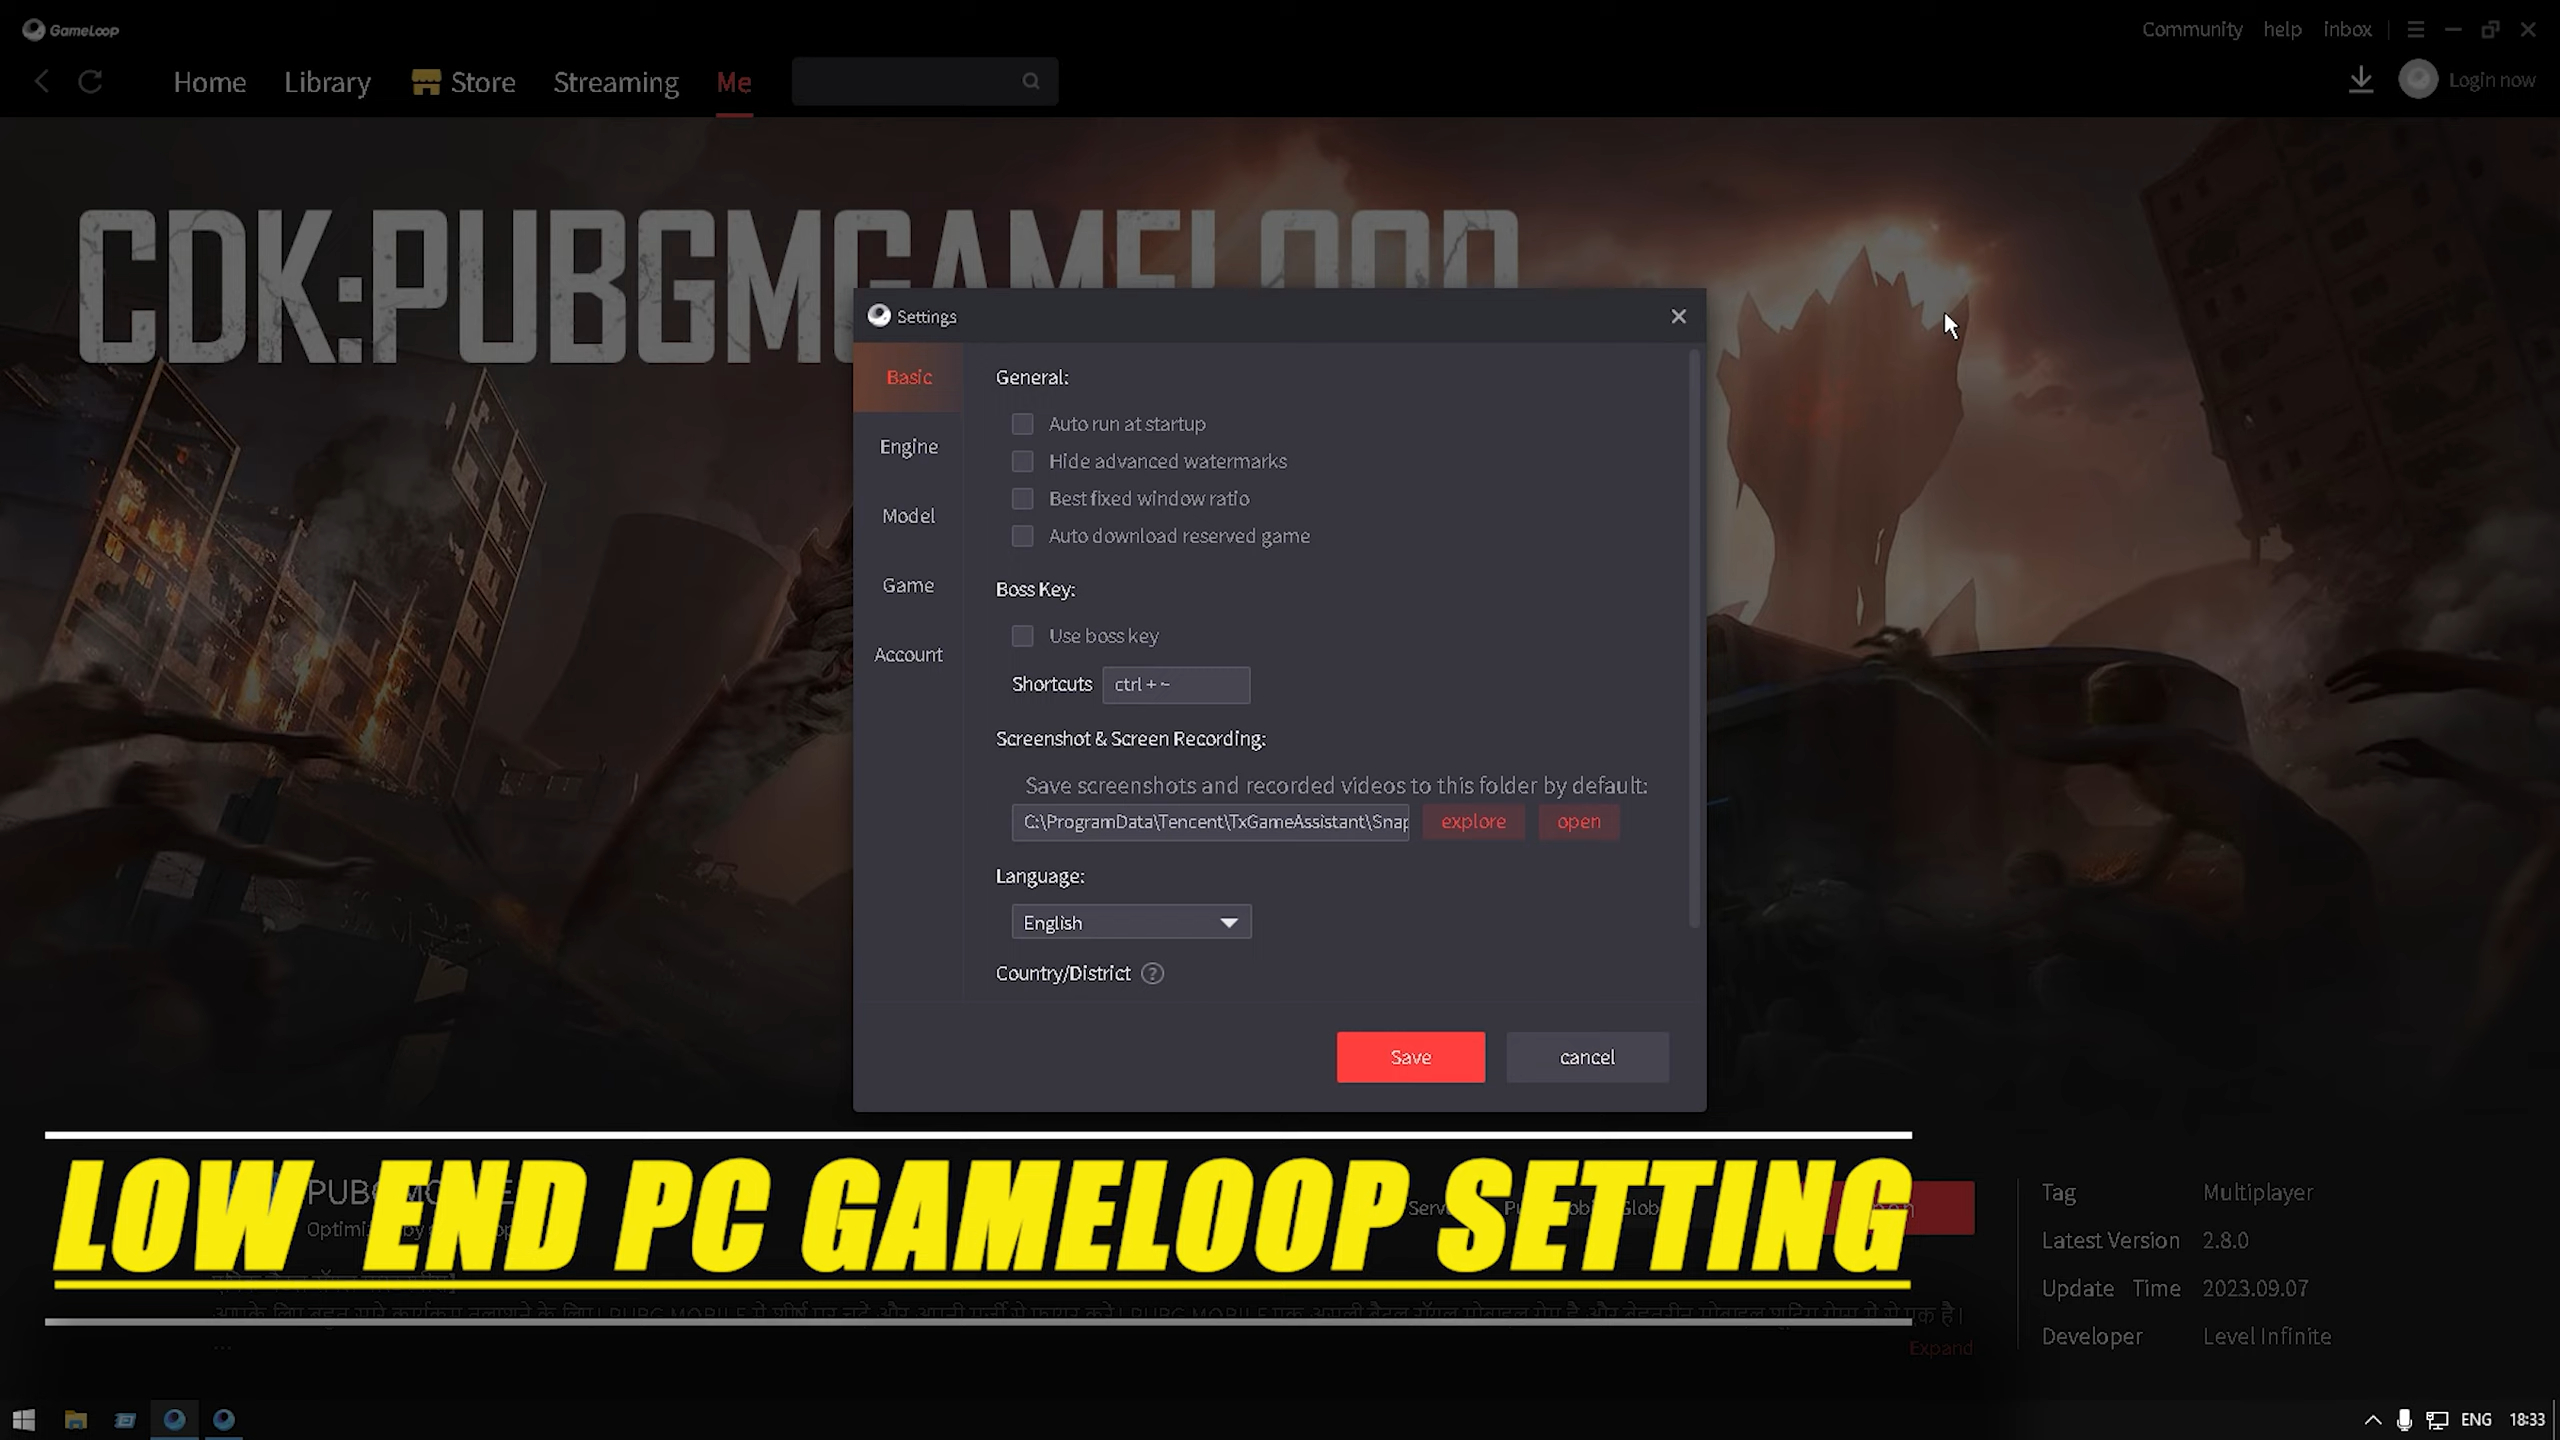 GameLoop
Community help inbox
Home Library Store Streaming Me
Login now
CDK:PUBGMGAMELOOP
Settings
Basic
Engine
Model
Game
Account
General:
Auto run at startup
Hide advanced watermarks
Best fixed window ratio
Auto download reserved game
Boss Key:
Use boss key
Shortcuts ctrl + ~
Screenshot & Screen Recording:
Save screenshots and recorded videos to this folder by default:
C:\ProgramData\Tencent\TxGameAssistant\Snap
explore open
Language:
English
Country/District ?
Save cancel
LOW END PC GAMELOOP SETTING
Tag Multiplayer
Latest Version 2.8.0
Update Time 2023.09.07
Developer Level Infinite
Expand
ENG 18:33